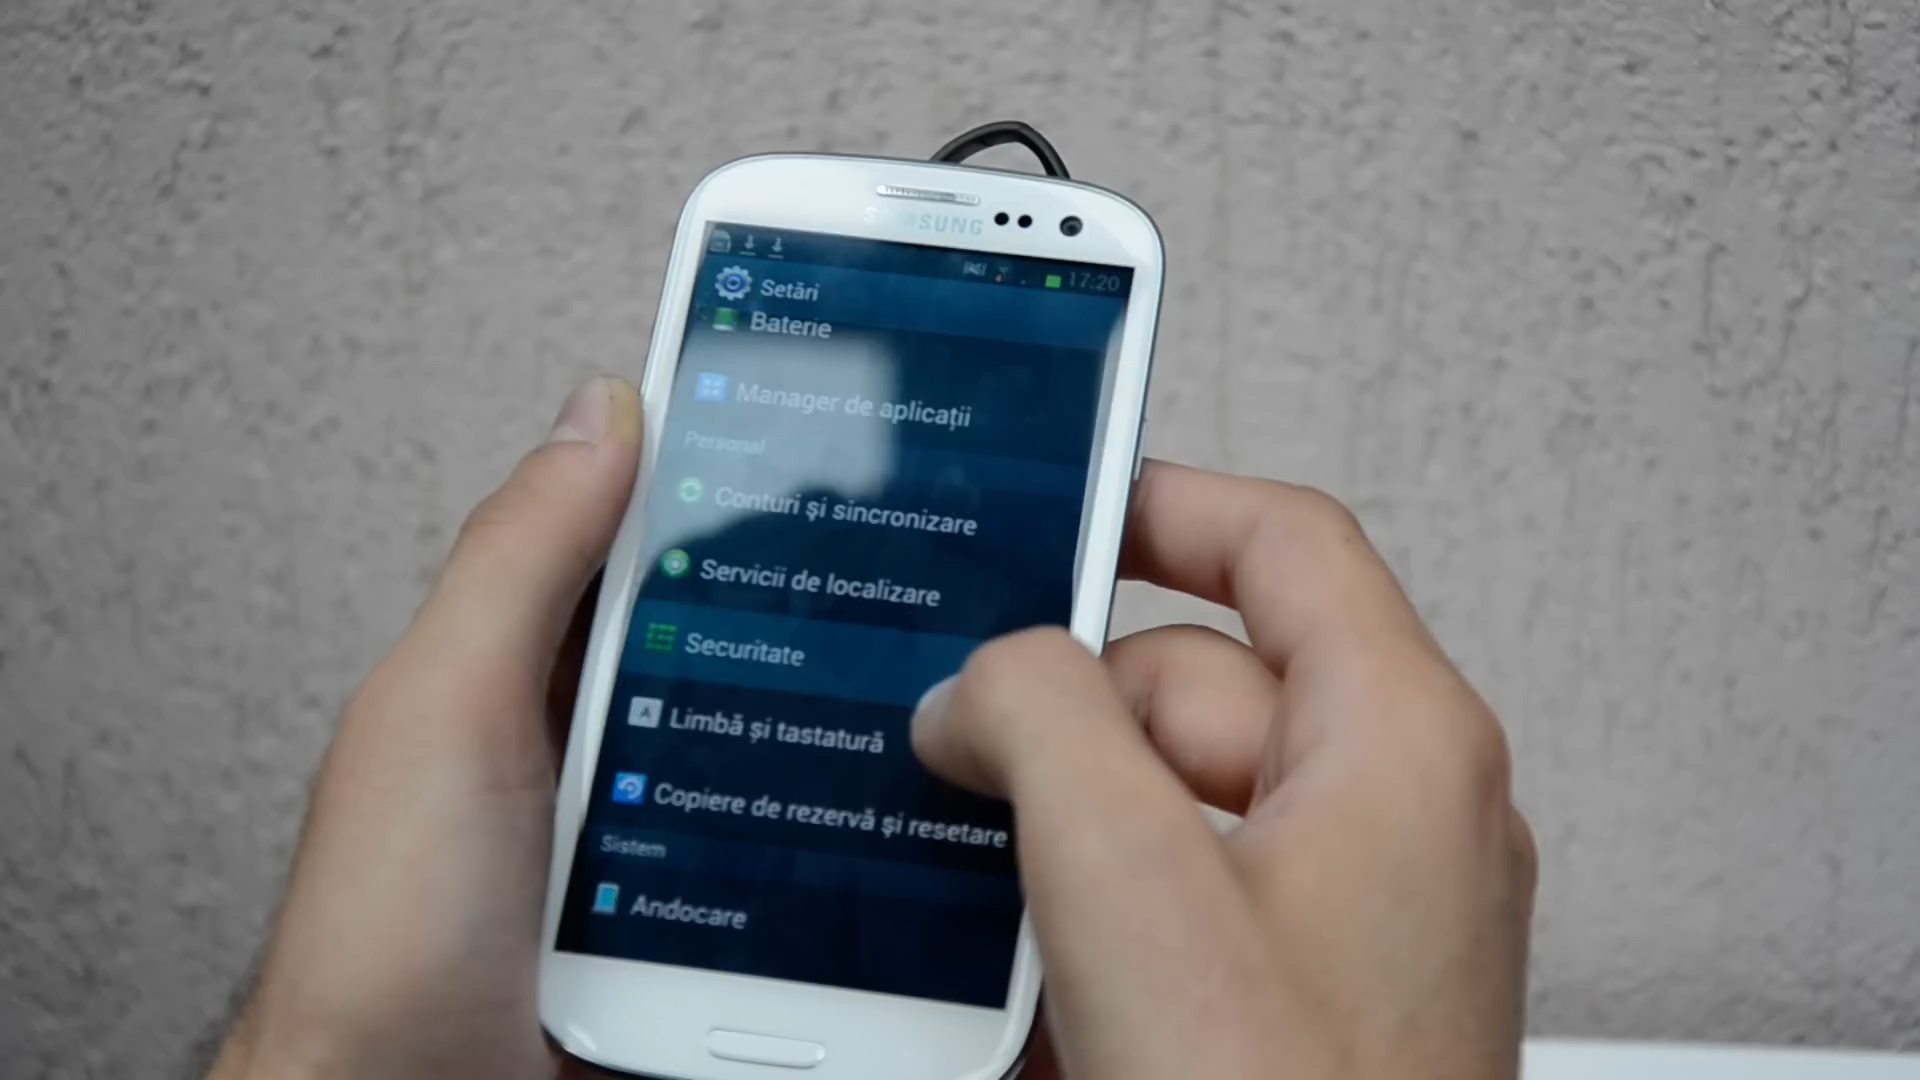 SAMSUNG
17:20
Setări
Baterie
Manager de aplicații
Personal
Conturi și sincronizare
Servicii de localizare
Securitate
Limbă și tastatură
Copiere de rezervă și resetare
Sistem
Andocare